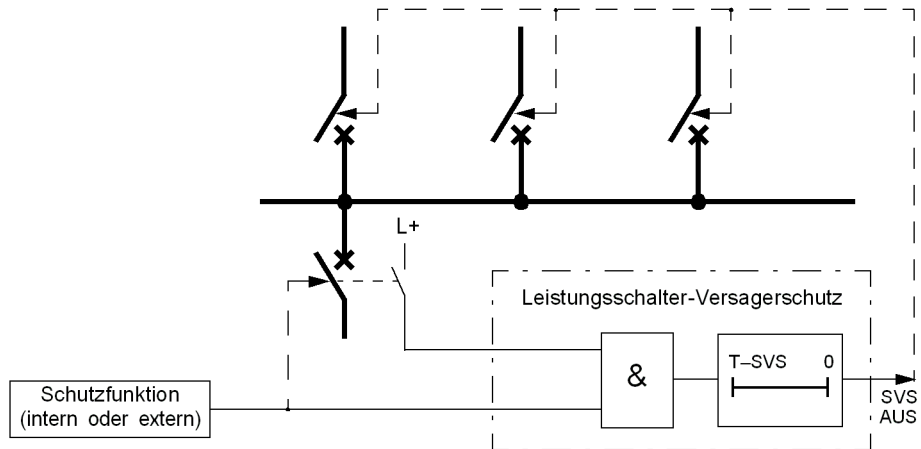 L+
Leistungsschalter-Versagerschutz
&
T–SVS 0
Schutzfunktion
(intern oder extern)
SVS
AUS